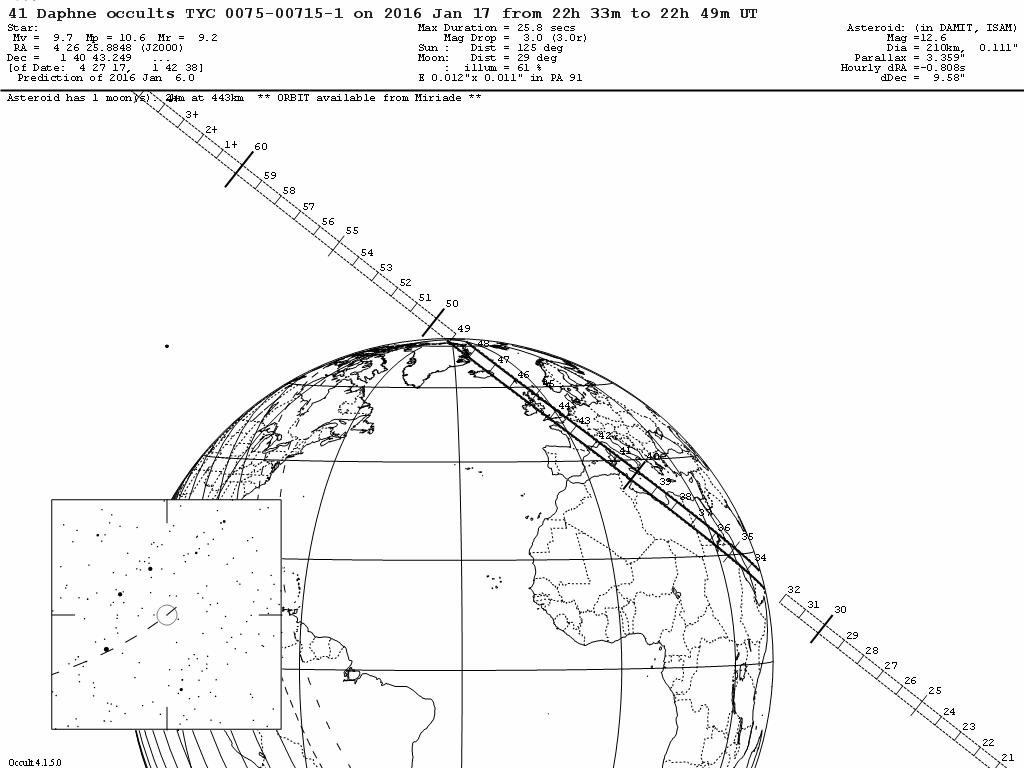 41 Daphne occults TYC 0075-00715-1 on 2016 Jan 17 from 22h 33m to 22h 49m UT
Star:
Mv = 9.7 Mp = 10.6 Mr = 9.2
RA = 4 26 25.8848 (J2000)
Dec = 1 40 43.249 ...
[of Date: 4 27 17, 1 42 38]
Prediction of 2016 Jan 6.0
Max Duration = 25.8 secs
Mag Drop = 3.0 (3.0r)
Sun : Dist = 125 deg
Moon: Dist = 29 deg
: illum = 61 %
E 0.012"x 0.011" in PA 91
Asteroid: (in DAMIT, ISAM)
Mag =12.6
Dia = 210km, 0.111"
Parallax = 3.359"
Hourly dRA =-0.808s
dDec = 9.58"
Asteroid has 1 moon(s): at 443km ** ORBIT available from Miriade **
3+
2+
1+
60
59
58
57
56
55
54
53
52
51
50
49
48
47
46
45
44
43
42
41
40
39
38
37
36
35
34
32
31
30
29
28
27
26
25
24
23
22
21
Occult 4.1.5.0